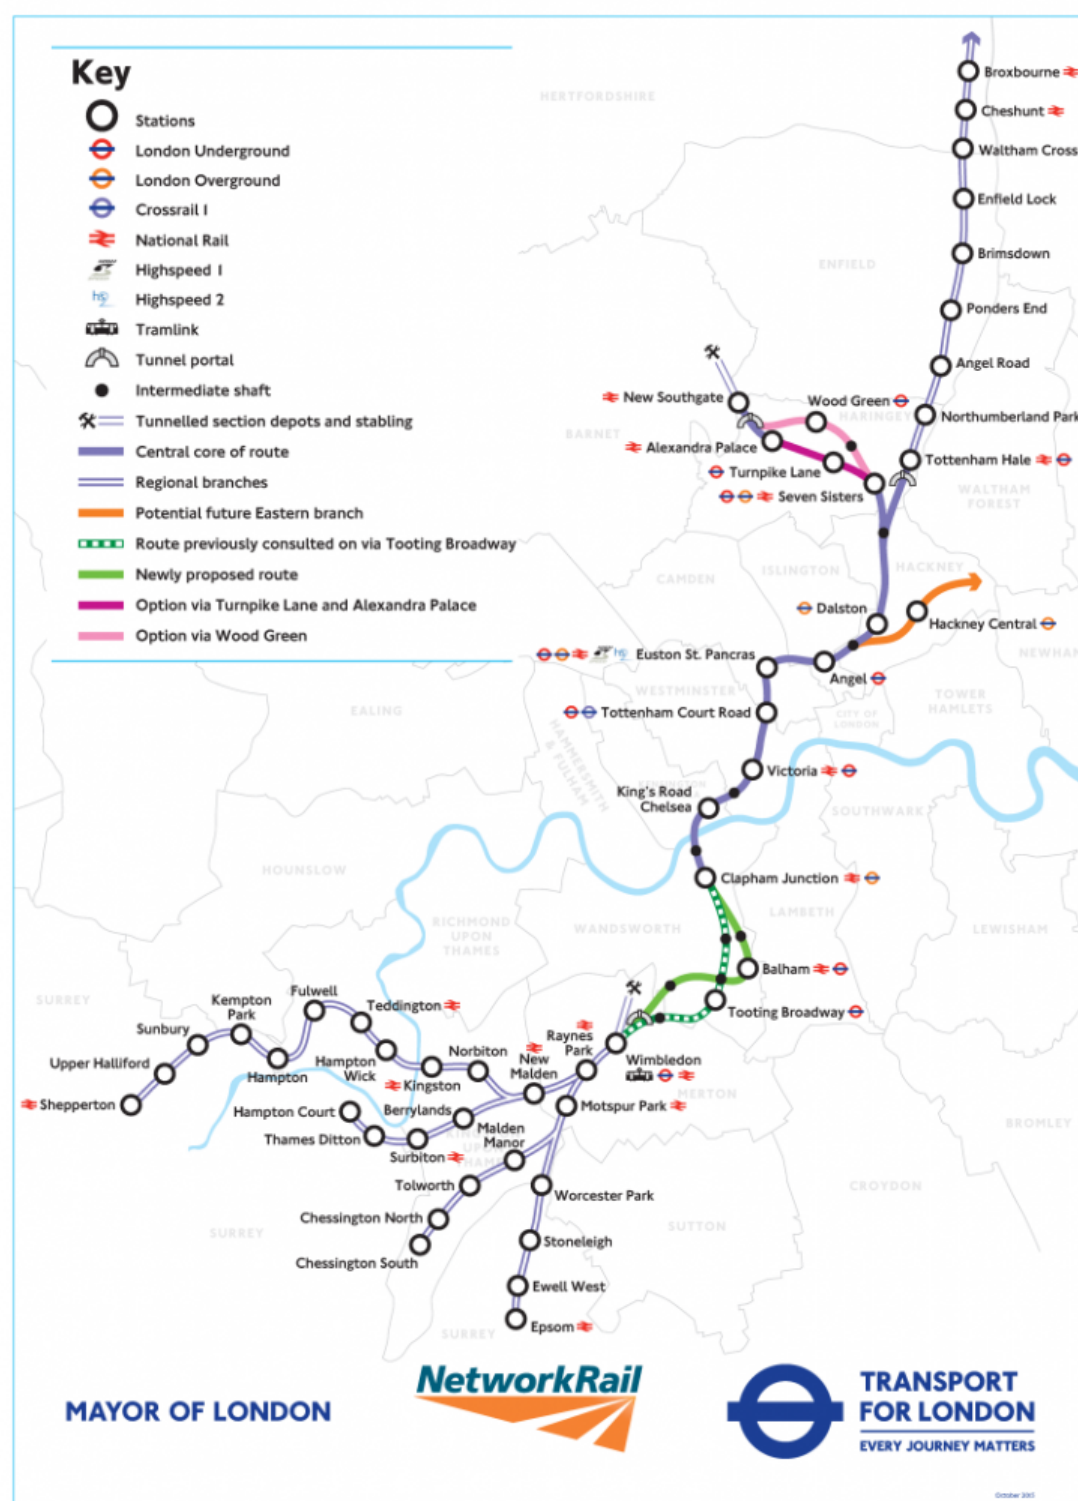 Key
Stations
London Underground
London Overground
Crossrail 1
National Rail
Highspeed 1
hs2
Highspeed 2
Tramlink
Tunnel portal
Intermediate shaft
Tunnelled section depots and stabling
Central core of route
Regional branches
Potential future Eastern branch
Route previously consulted on via Tooting Broadway
Newly proposed route
Option via Turnpike Lane and Alexandra Palace
Option via Wood Green
HERTFORDSHIRE
Broxbourne
Cheshunt
Waltham Cross
Enfield Lock
Brimsdown
ENFIELD
Ponders End
Angel Road
New Southgate
Wood Green
HARINGEY
Northumberland Park
BARNET
Alexandra Palace
Tottenham Hale
Turnpike Lane
Seven Sisters
WALTHAM
FOREST
CAMDEN
ISLINGTON
HACKNEY
Dalston
Hackney Central
hs2
Euston St. Pancras
NEWHAM
Angel
WESTMINSTER
TOWER
HAMLETS
EALING
Tottenham Court Road
CITY OF
LONDON
HAMMERSMITH
& FULHAM
Victoria
KENSINGTON
King's Road
Chelsea
SOUTHWARK
HOUNSLOW
Clapham Junction
RICHMOND
UPON
THAMES
WANDSWORTH
LAMBETH
LEWISHAM
Balham
SURREY
Kempton
Park
Fulwell
Teddington
Tooting Broadway
Sunbury
Raynes
Park
Upper Halliford
Hampton
Hampton
Wick
Norbiton
New
Malden
Wimbledon
Kingston
MERTON
Shepperton
Hampton Court
Berrylands
Motspur Park
Thames Ditton
Malden
Manor
KINGSTON
UPON
THAMES
BROMLEY
Surbiton
Tolworth
Worcester Park
CROYDON
Chessington North
SURREY
SUTTON
Stoneleigh
Chessington South
Ewell West
Epsom
SURREY
MAYOR OF LONDON
NetworkRail
TRANSPORT
FOR LONDON
EVERY JOURNEY MATTERS
October 2015